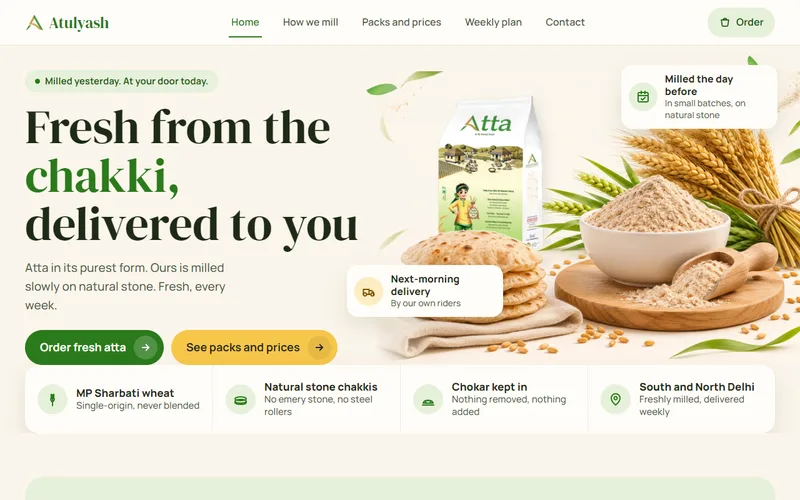 Atulyash
Home
How we mill
Packs and prices
Weekly plan
Contact
Order
Milled yesterday. At your door today.
Fresh from the
chakki,
delivered to you
Atta in its purest form. Ours is milled
slowly on natural stone. Fresh, every
week.
Order fresh atta
See packs and prices
Milled the day
before
In small batches, on
natural stone
Atta
Next-morning
delivery
By our own riders
MP Sharbati wheat
Single-origin, never blended
Natural stone chakkis
No emery stone, no steel
rollers
Chokar kept in
Nothing removed, nothing
added
South and North Delhi
Freshly milled, delivered
weekly